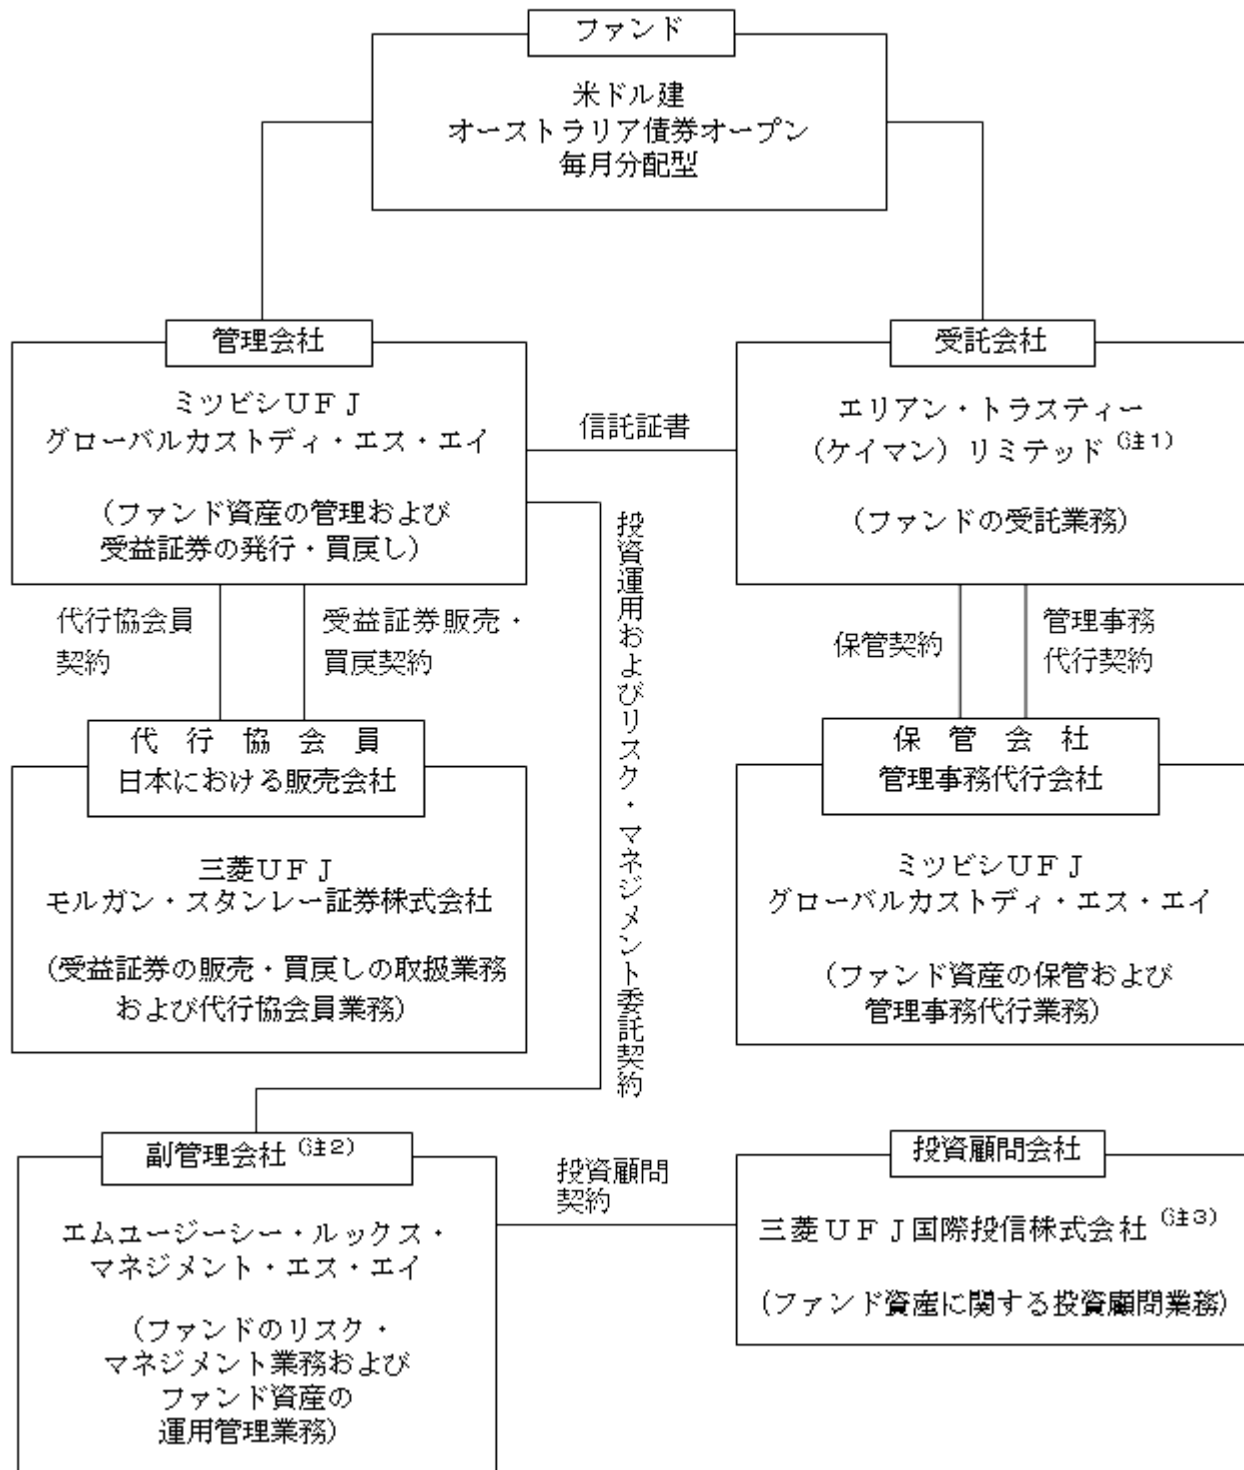 ファンド
米ドル建
オーストラリア債券オープン
毎月分配型
管理会社
ミツビシＵＦＪ
グローバルカストディ・エス・エイ
（ファンド資産の管理および
受益証券の発行・買戻し）
信託証書
受託会社
エリアン・トラスティー
（ケイマン）リミテッド（注１）
（ファンドの受託業務）
代行協会員
契約
受益証券販売・
買戻契約
投資運用およびリスク・マネジメント委託契約
保管契約
管理事務
代行契約
代行協会員
日本における販売会社
三菱ＵＦＪ
モルガン・スタンレー証券株式会社
（受益証券の販売・買戻しの取扱業務
および代行協会員業務）
保管会社
管理事務代行会社
ミツビシＵＦＪ
グローバルカストディ・エス・エイ
（ファンド資産の保管および
管理事務代行業務）
副管理会社（注２）
エムユージーシー・ルックス・
マネジメント・エス・エイ
（ファンドのリスク・
マネジメント業務および
ファンド資産の
運用管理業務）
投資顧問
契約
投資顧問会社
三菱ＵＦＪ国際投信株式会社（注３）
（ファンド資産に関する投資顧問業務）